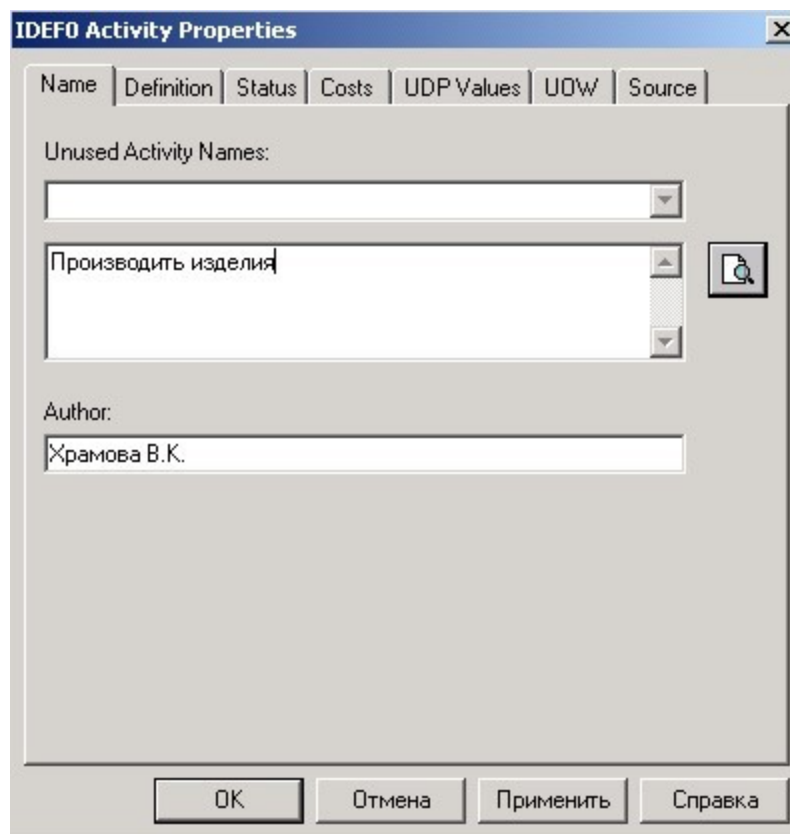 IDEF0 Activity Properties
Name Definition Status Costs UDP Values UOW Source
Unused Activity Names:
Производить изделия
Author:
Храмова В.К.
OK Отмена Применить Справка